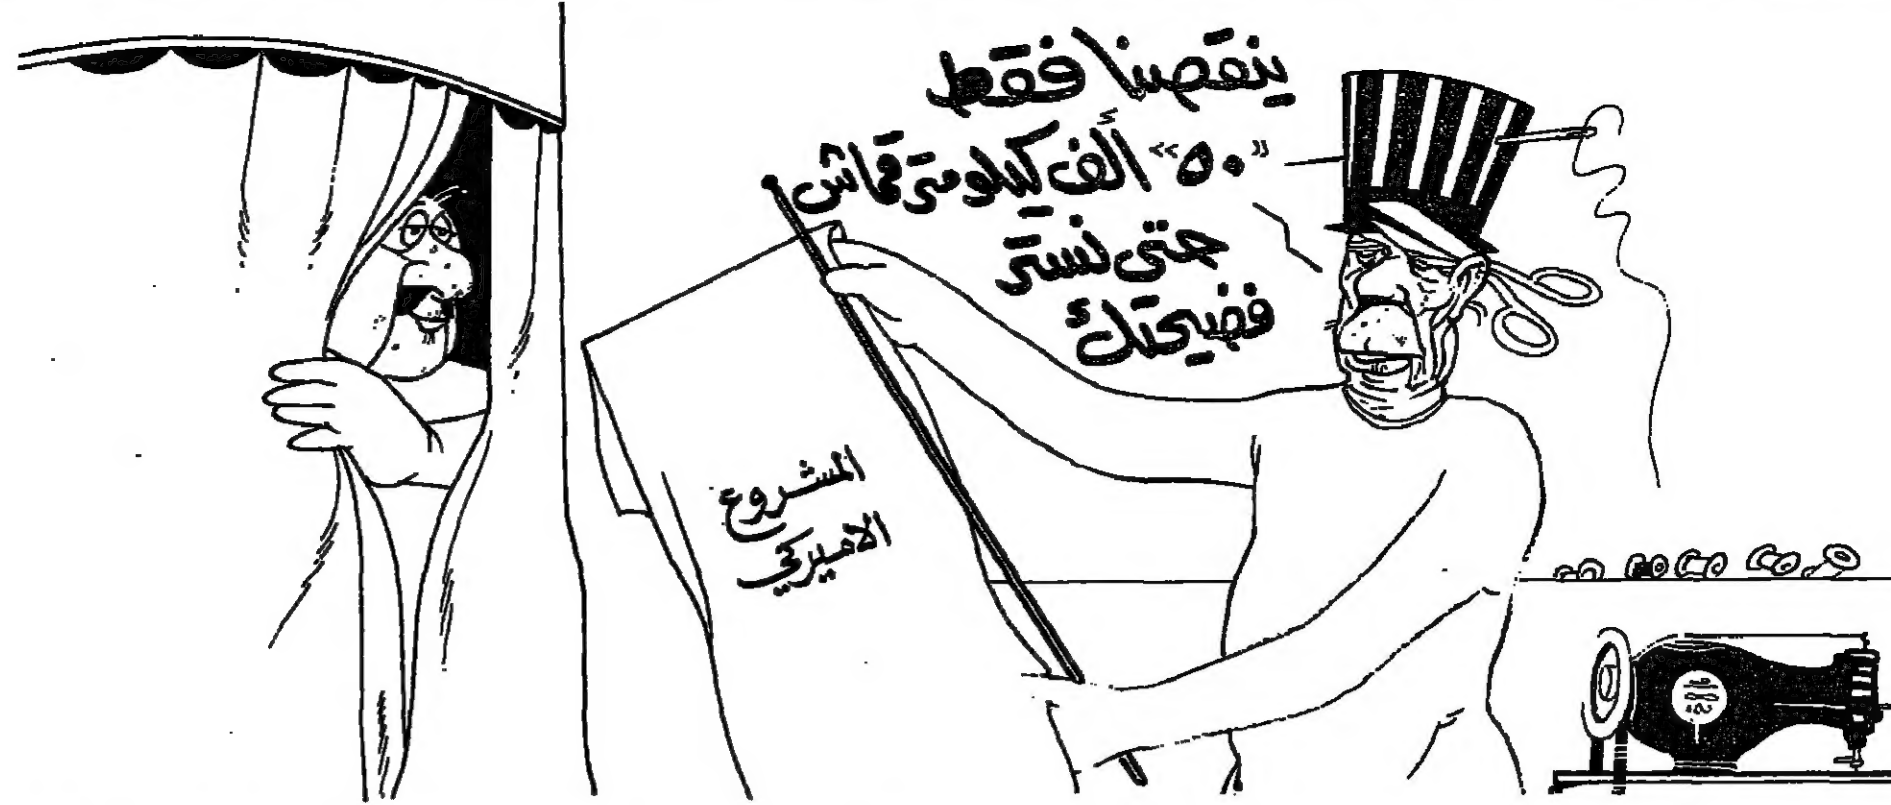 ينقصنا فقط
"٥٠" ألف كيلومتر قماش
حتى نستر
فضيحتك
المشروع
الاميركي